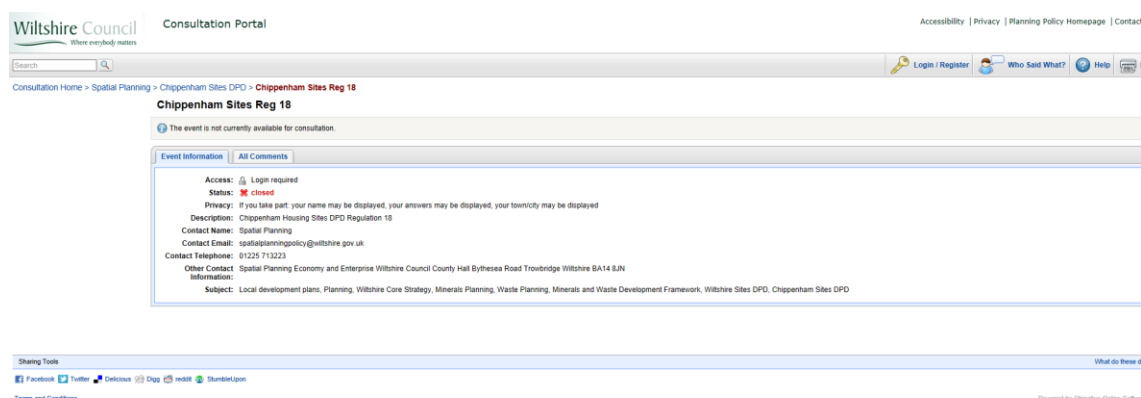 Wiltshire Council
Where everybody matters
Consultation Portal
Accessibility | Privacy | Planning Policy Homepage | Contact
Search
Login / Register Who Said What? Help
Consultation Home > Spatial Planning > Chippenham Sites DPD > Chippenham Sites Reg 18
Chippenham Sites Reg 18
The event is not currently available for consultation.
Event Information All Comments
Access: Login required
Status: closed
Privacy: If you take part: your name may be displayed, your answers may be displayed, your town/city may be displayed
Description: Chippenham Housing Sites DPD Regulation 18
Contact Name: Spatial Planning
Contact Email: spatialplanningpolicy@wiltshire.gov.uk
Contact Telephone: 01225 713223
Other Contact Information: Spatial Planning Economy and Enterprise Wiltshire Council County Hall Bythesea Road Trowbridge Wiltshire BA14 8JN
Subject: Local development plans, Planning, Wiltshire Core Strategy, Minerals Planning, Waste Planning, Minerals and Waste Development Framework, Wiltshire Sites DPD, Chippenham Sites DPD
Sharing Tools What do these d
Facebook Twitter Delicious Digg reddit StumbleUpon